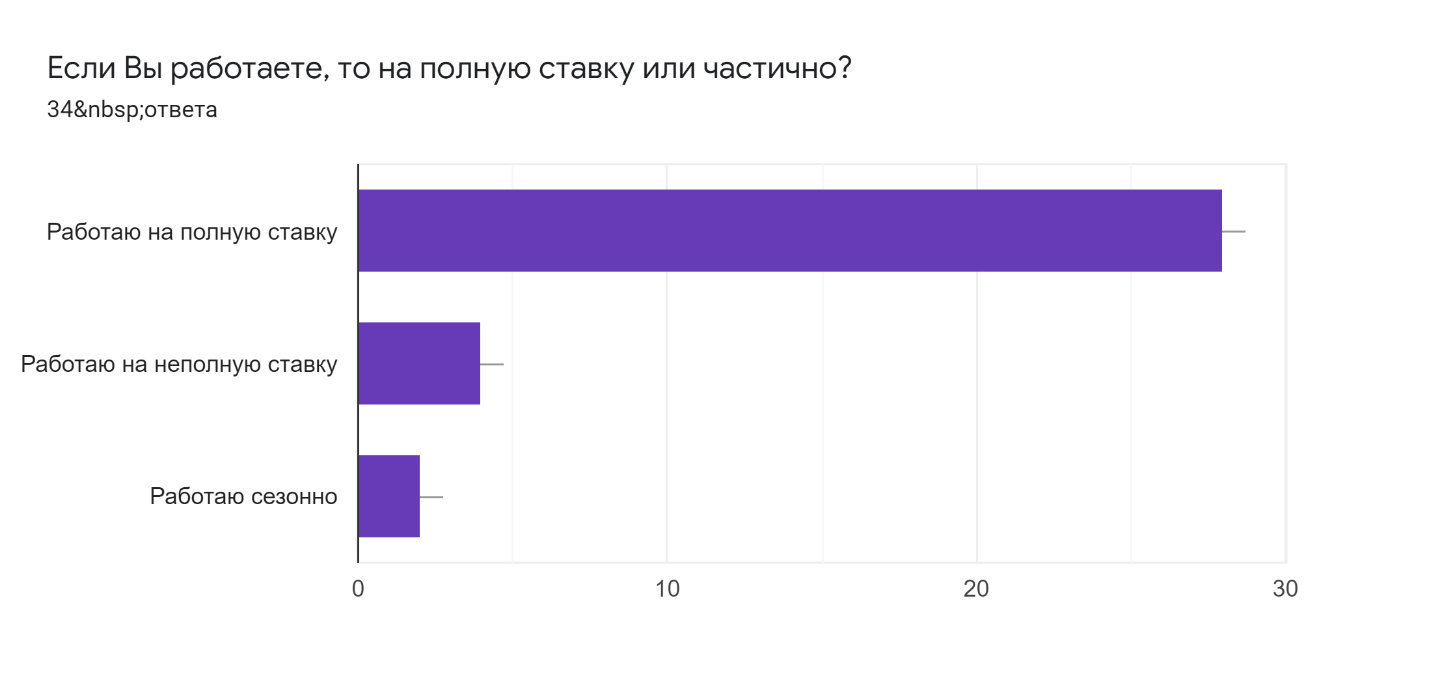 Если Вы работаете, то на полную ставку или частично?
34&nbsp;ответа
Работаю на полную ставку
Работаю на неполную ставку
Работаю сезонно
0 10 20 30